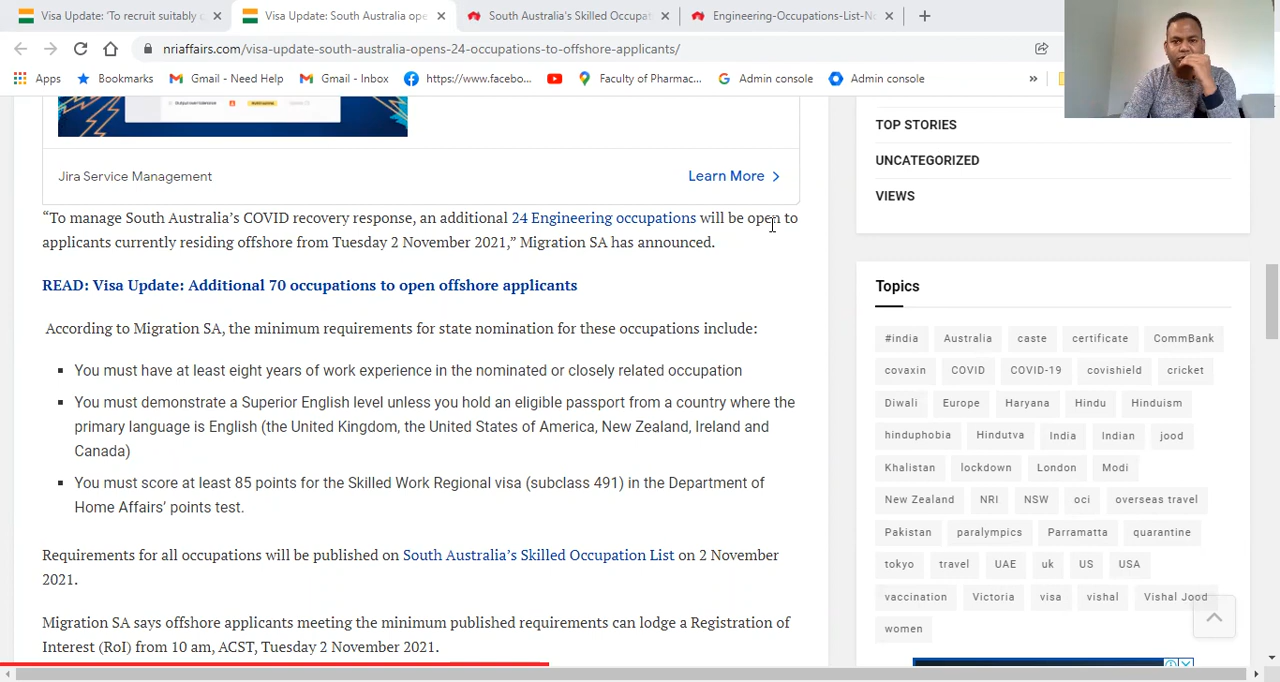 Visa Update: 'To recruit suitably
Visa Update: South Australia ope
South Australia's Skilled Occupat
Engineering-Occupations-List-No
nriaffairs.com/visa-update-south-australia-opens-24-occupations-to-offshore-applicants/
Apps
Bookmarks
Gmail - Need Help
Gmail - Inbox
https://www.facebo...
Faculty of Pharmac...
Admin console
Admin console
»
Jira Service Management
Learn More
“To manage South Australia’s COVID recovery response, an additional 24 Engineering occupations will be open to
applicants currently residing offshore from Tuesday 2 November 2021,” Migration SA has announced.
READ: Visa Update: Additional 70 occupations to open offshore applicants
According to Migration SA, the minimum requirements for state nomination for these occupations include:
You must have at least eight years of work experience in the nominated or closely related occupation
You must demonstrate a Superior English level unless you hold an eligible passport from a country where the
primary language is English (the United Kingdom, the United States of America, New Zealand, Ireland and
Canada)
You must score at least 85 points for the Skilled Work Regional visa (subclass 491) in the Department of
Home Affairs’ points test.
Requirements for all occupations will be published on South Australia’s Skilled Occupation List on 2 November
2021.
Migration SA says offshore applicants meeting the minimum published requirements can lodge a Registration of
Interest (RoI) from 10 am, ACST, Tuesday 2 November 2021.
TOP STORIES
UNCATEGORIZED
VIEWS
Topics
#india Australia caste certificate CommBank
covaxin COVID COVID-19 covishield cricket
Diwali Europe Haryana Hindu Hinduism
hinduphobia Hindutva India Indian jood
Khalistan lockdown London Modi
New Zealand NRI NSW oci overseas travel
Pakistan paralympics Parramatta quarantine
tokyo travel UAE uk US USA
vaccination Victoria visa vishal Vishal Jood
women